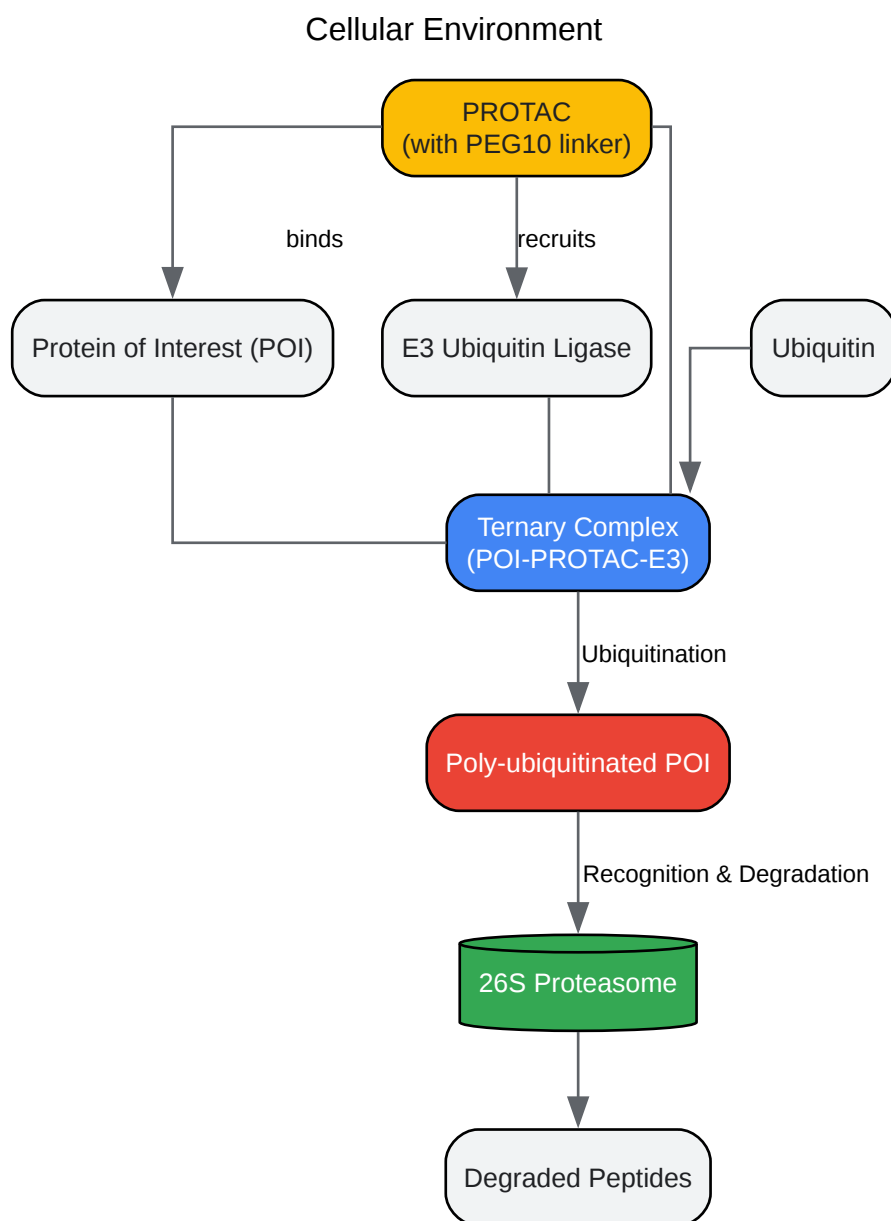 Cellular Environment
PROTAC
(with PEG10 linker)
binds
recruits
Protein of Interest (POI)
E3 Ubiquitin Ligase
Ubiquitin
Ternary Complex
(POI-PROTAC-E3)
Ubiquitination
Poly-ubiquitinated POI
Recognition & Degradation
26S Proteasome
Degraded Peptides